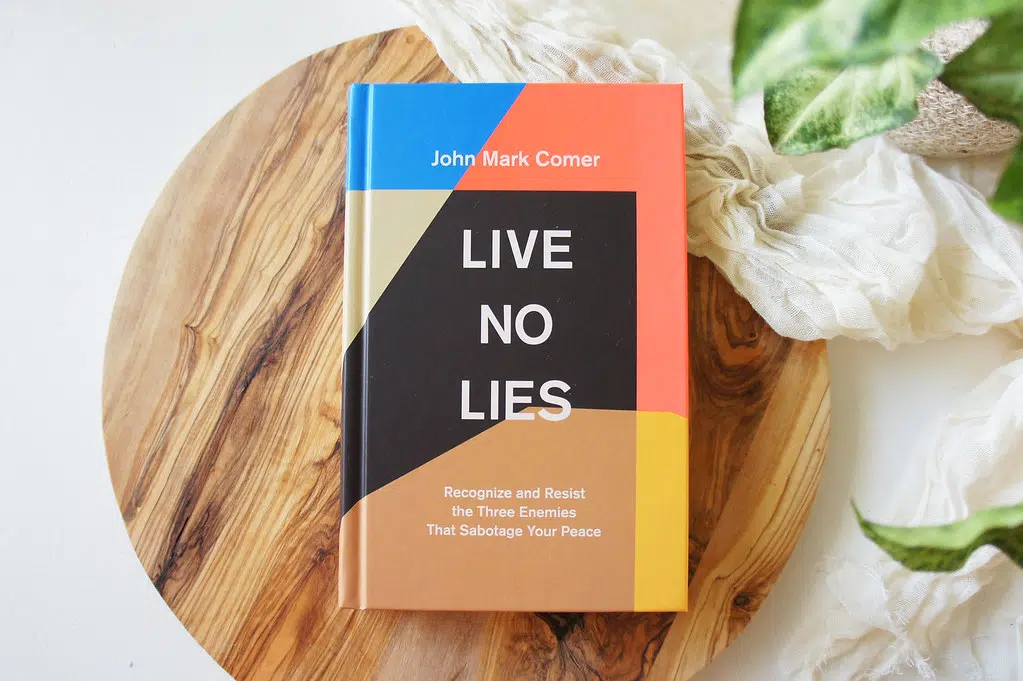 John Mark Comer
LIVE
NO
LIES
Recognize and Resist
the Three Enemies
That Sabotage Your Peace